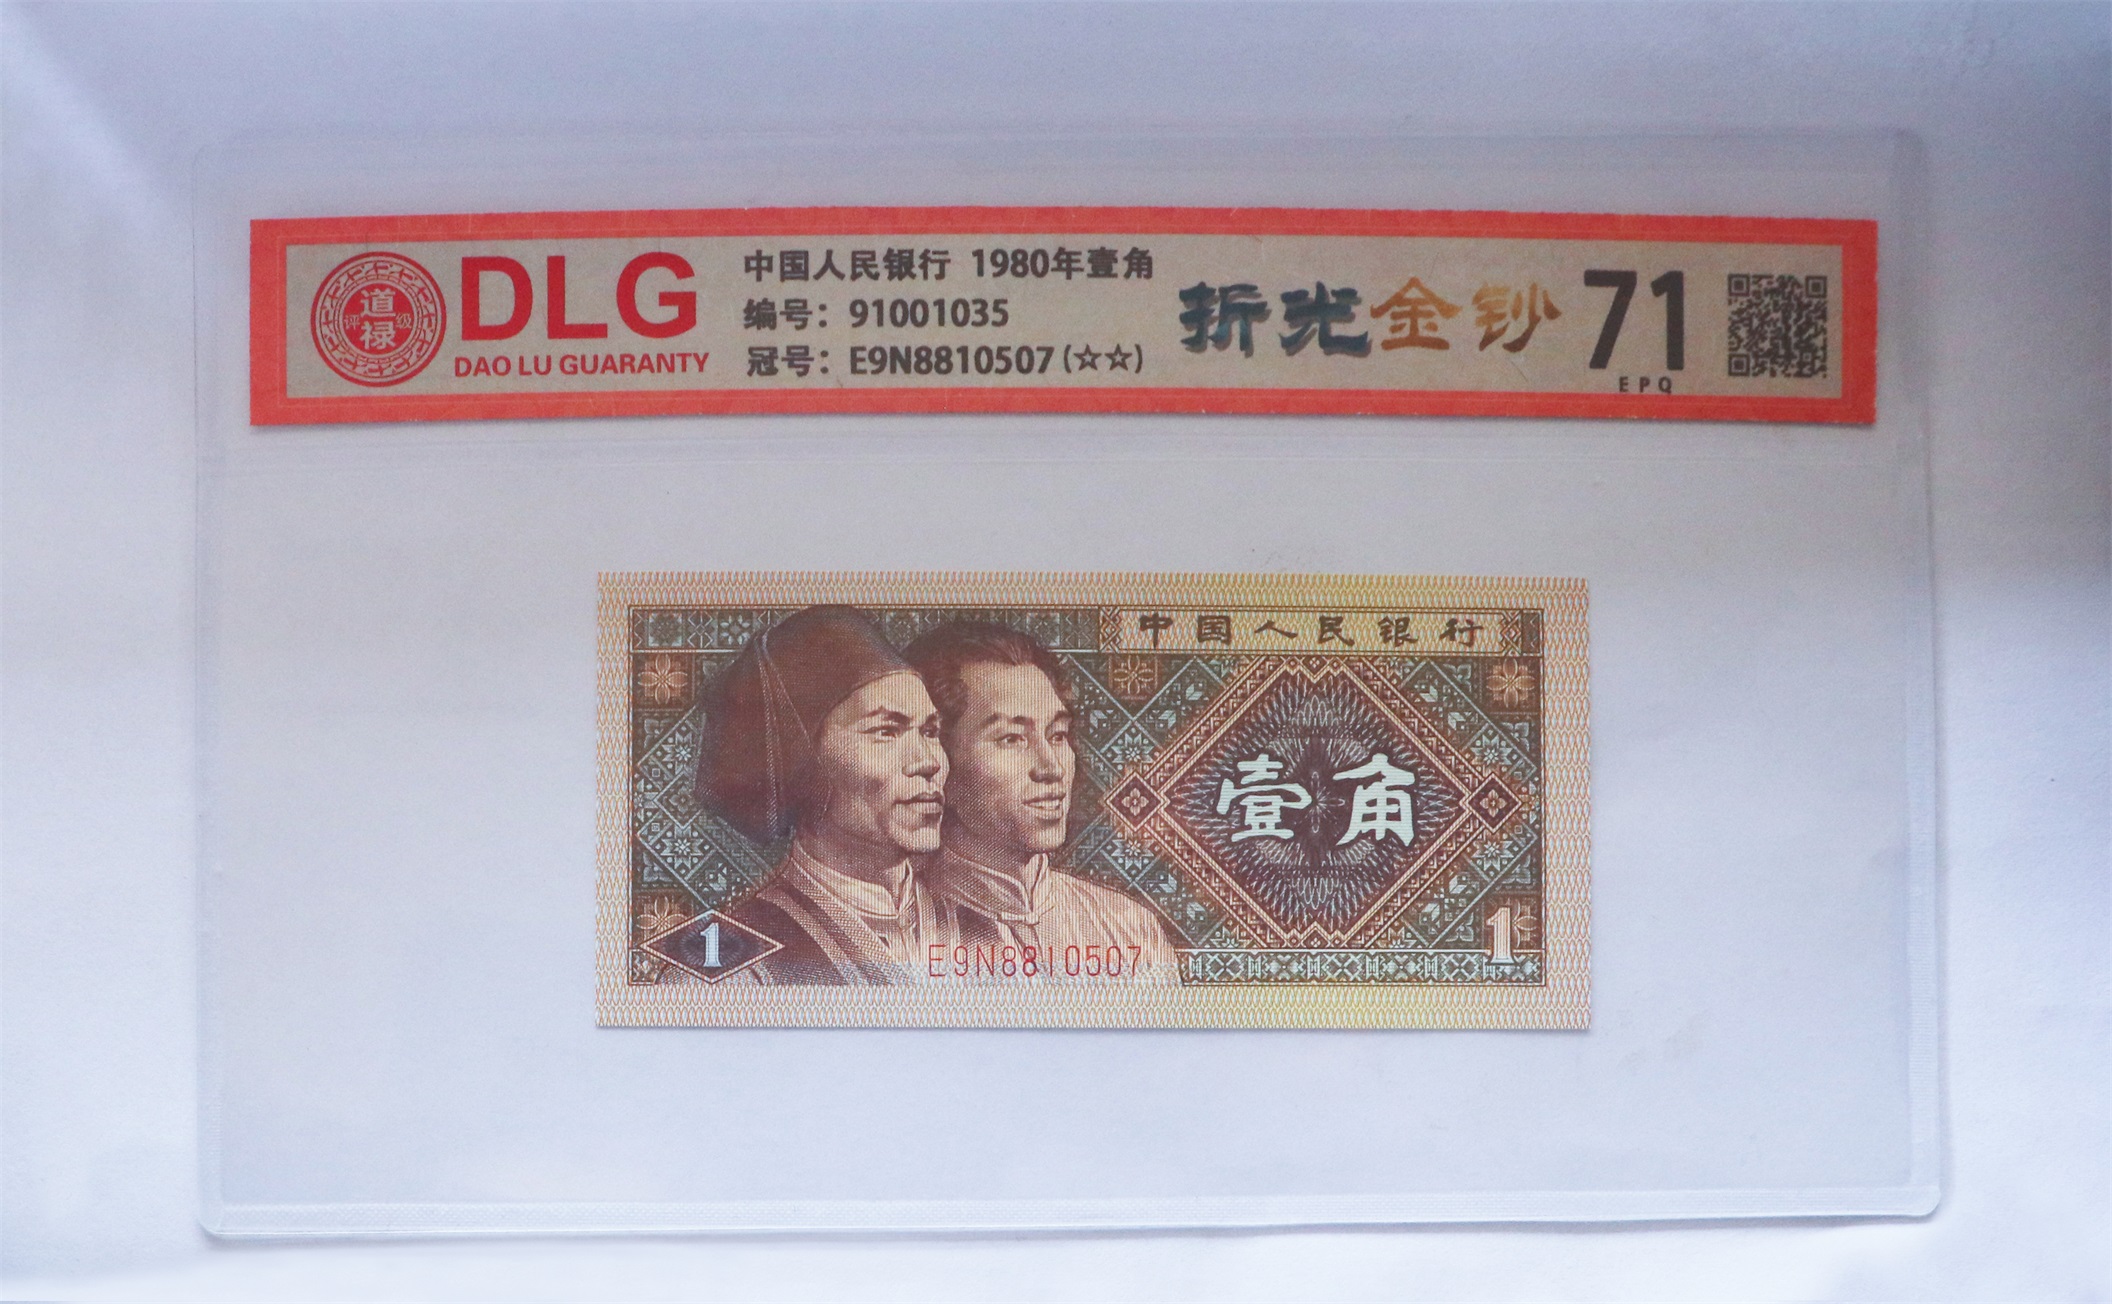 道禄
评级
DLG
DAO LU GUARANTY
中国人民银行 1980年壹角
编号：91001035
冠号：E9N8810507(☆☆)
折光金钞
71
EPQ
中国人民银行
壹角
1
E9N8810507
1